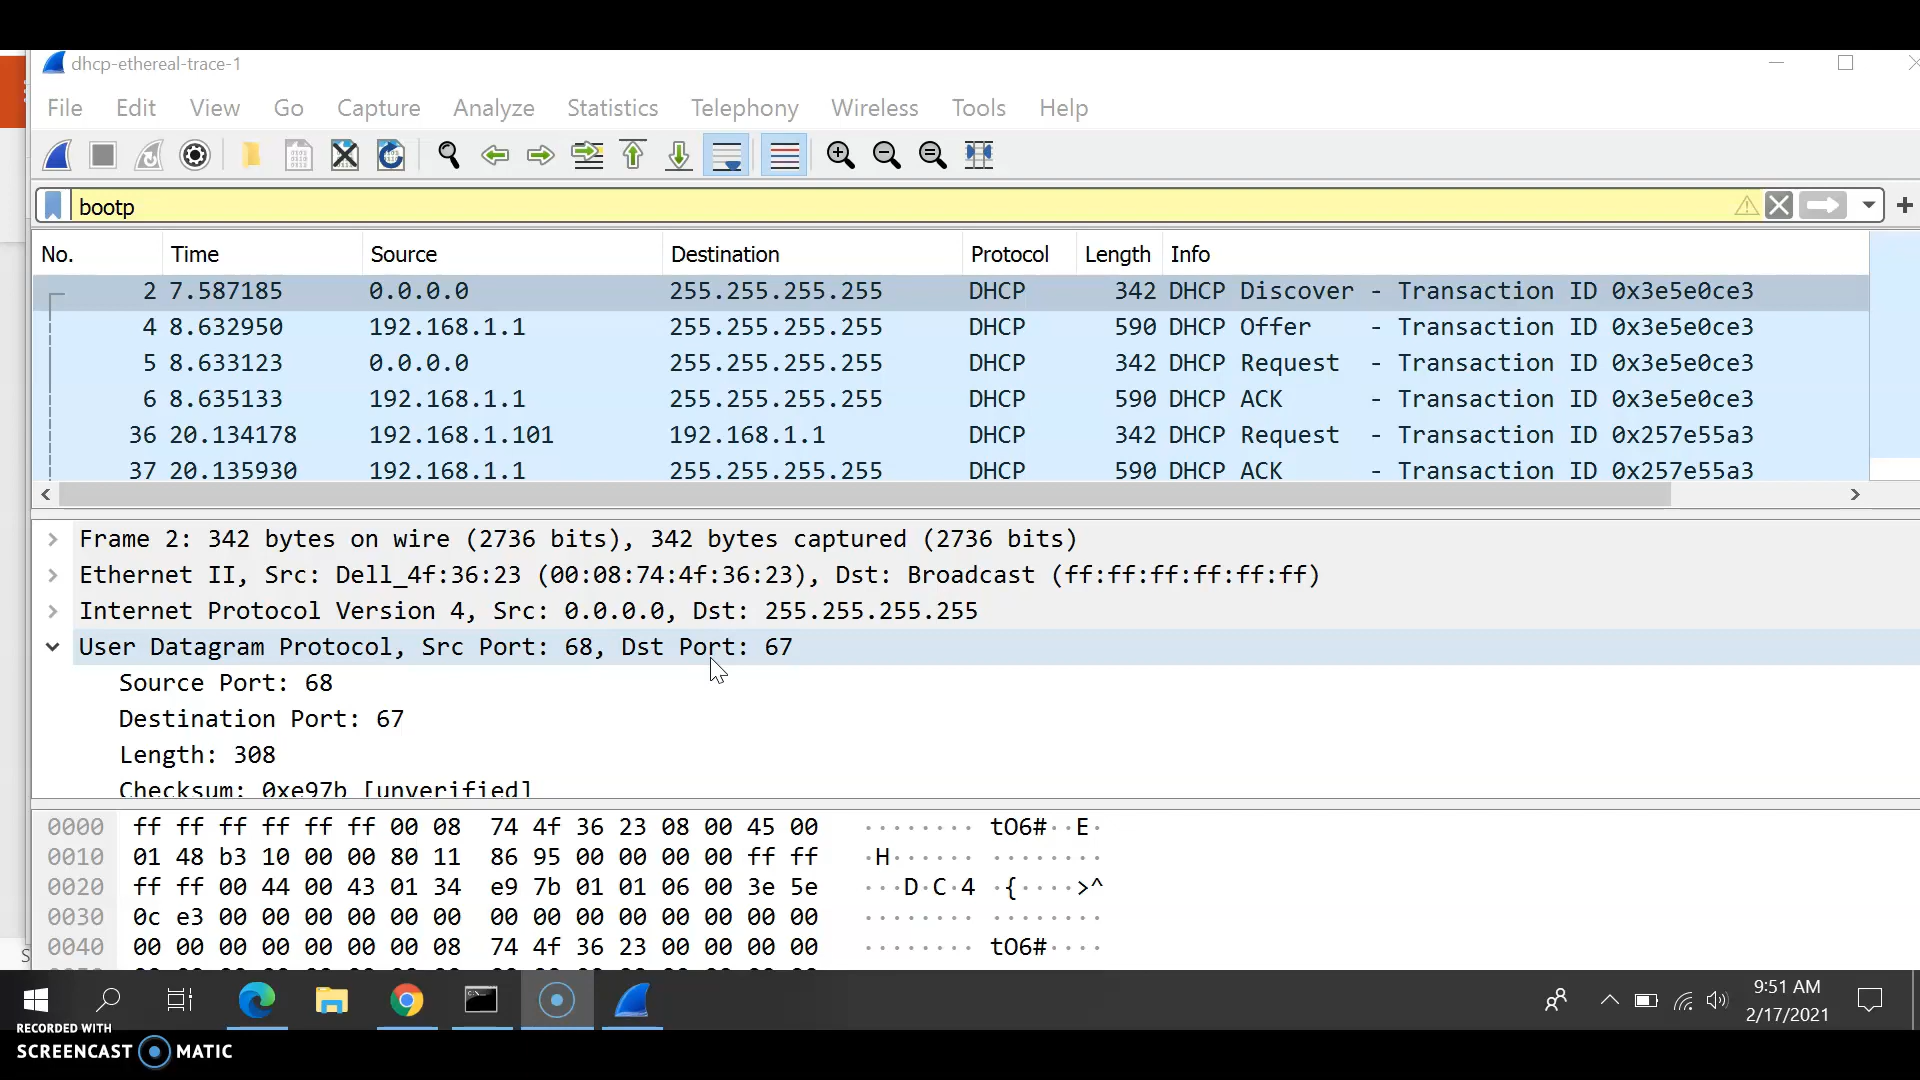 dhcp-ethereal-trace-1
File Edit View Go Capture Analyze Statistics Telephony Wireless Tools Help
bootp
No. Time Source Destination Protocol Length Info
2 7.587185 0.0.0.0 255.255.255.255 DHCP 342 DHCP Discover - Transaction ID 0x3e5e0ce3
4 8.632950 192.168.1.1 255.255.255.255 DHCP 590 DHCP Offer - Transaction ID 0x3e5e0ce3
5 8.633123 0.0.0.0 255.255.255.255 DHCP 342 DHCP Request - Transaction ID 0x3e5e0ce3
6 8.635133 192.168.1.1 255.255.255.255 DHCP 590 DHCP ACK - Transaction ID 0x3e5e0ce3
36 20.134178 192.168.1.101 192.168.1.1 DHCP 342 DHCP Request - Transaction ID 0x257e55a3
37 20.135930 192.168.1.1 255.255.255.255 DHCP 590 DHCP ACK - Transaction ID 0x257e55a3
Frame 2: 342 bytes on wire (2736 bits), 342 bytes captured (2736 bits)
Ethernet II, Src: Dell_4f:36:23 (00:08:74:4f:36:23), Dst: Broadcast (ff:ff:ff:ff:ff:ff)
Internet Protocol Version 4, Src: 0.0.0.0, Dst: 255.255.255.255
User Datagram Protocol, Src Port: 68, Dst Port: 67
Source Port: 68
Destination Port: 67
Length: 308
Checksum: 0xe97b [unverified]
0000 ff ff ff ff ff ff 00 08 74 4f 36 23 08 00 45 00 ········ tO6#··E·
0010 01 48 b3 10 00 00 80 11 86 95 00 00 00 00 ff ff ·H······ ········
0020 ff ff 00 44 00 43 01 34 e9 7b 01 01 06 00 3e 5e ···D·C·4 ·{····>^
0030 0c e3 00 00 00 00 00 00 00 00 00 00 00 00 00 00 ········ ········
0040 00 00 00 00 00 00 00 08 74 4f 36 23 00 00 00 00 ········ tO6#····
9:51 AM
2/17/2021
RECORDED WITH
SCREENCAST MATIC